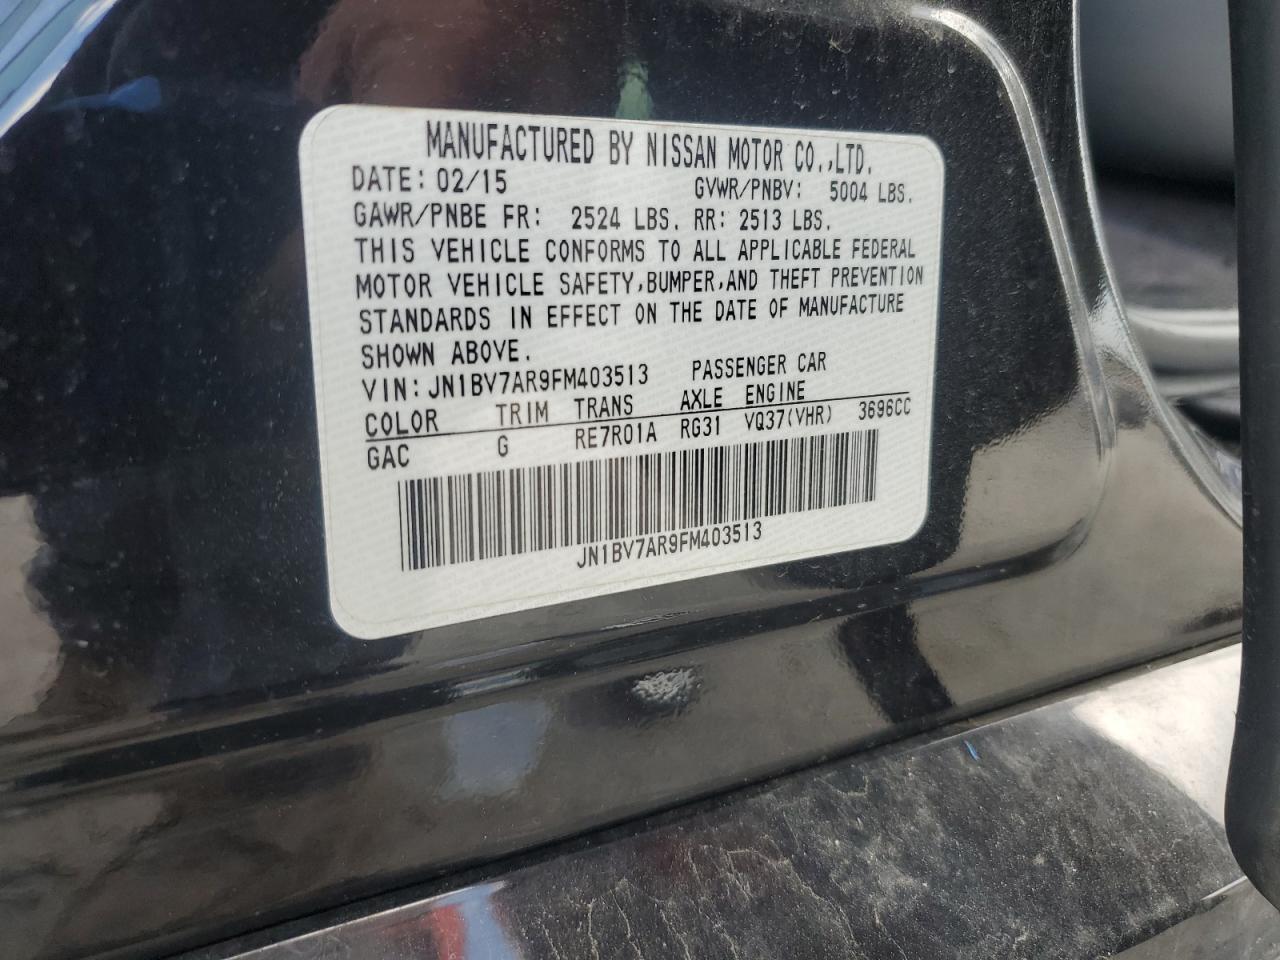 MANUFACTURED BY NISSAN MOTOR CO.,LTD.
DATE: 02/15 GVWR/PNBV: 5004 LBS.
GAWR/PNBE FR: 2524 LBS. RR: 2513 LBS.
THIS VEHICLE CONFORMS TO ALL APPLICABLE FEDERAL
MOTOR VEHICLE SAFETY,BUMPER,AND THEFT PREVENTION
STANDARDS IN EFFECT ON THE DATE OF MANUFACTURE
SHOWN ABOVE.
VIN: JN1BV7AR9FM403513 PASSENGER CAR
COLOR TRIM TRANS AXLE ENGINE
GAC G RE7R01A RG31 VQ37(VHR) 3696CC
JN1BV7AR9FM403513